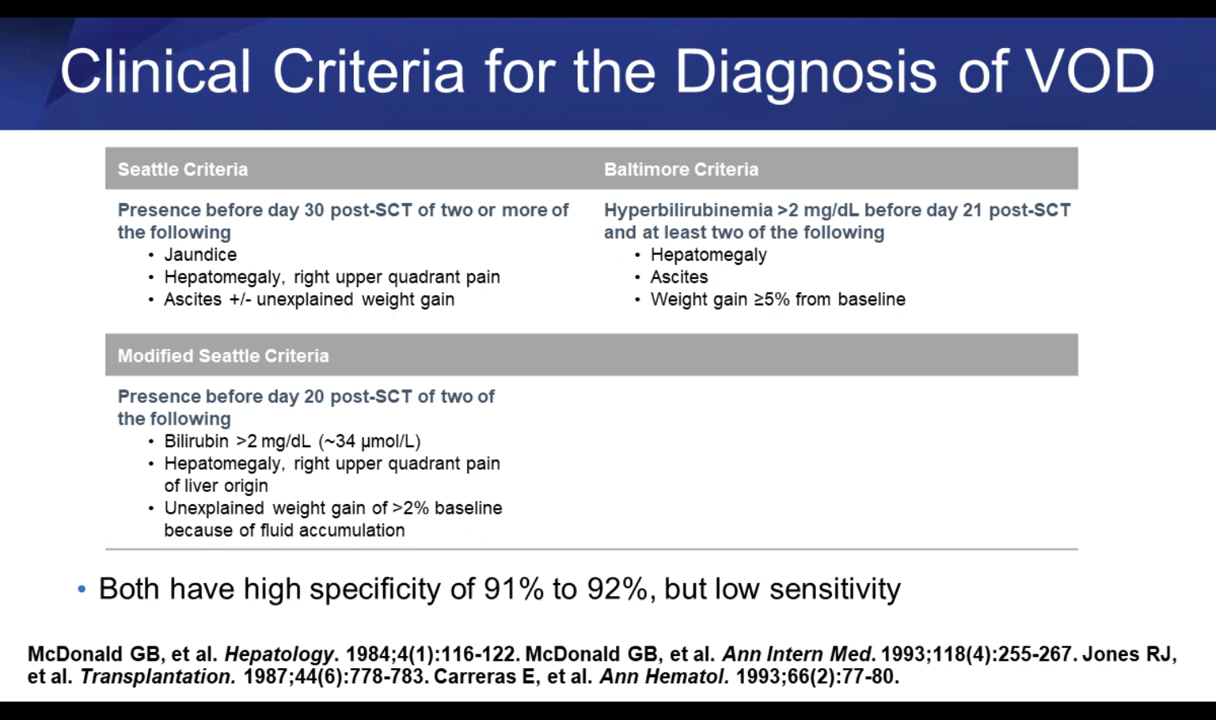 Clinical Criteria for the Diagnosis of VOD
Seattle Criteria
Presence before day 30 post-SCT of two or more of
the following
• Jaundice
• Hepatomegaly, right upper quadrant pain
• Ascites +/- unexplained weight gain
Baltimore Criteria
Hyperbilirubinemia >2 mg/dL before day 21 post-SCT
and at least two of the following
• Hepatomegaly
• Ascites
• Weight gain ≥5% from baseline
Modified Seattle Criteria
Presence before day 20 post-SCT of two of
the following
• Bilirubin >2 mg/dL (~34 µmol/L)
• Hepatomegaly, right upper quadrant pain
of liver origin
• Unexplained weight gain of >2% baseline
because of fluid accumulation
• Both have high specificity of 91% to 92%, but low sensitivity
McDonald GB, et al. Hepatology. 1984;4(1):116-122. McDonald GB, et al. Ann Intern Med. 1993;118(4):255-267. Jones RJ,
et al. Transplantation. 1987;44(6):778-783. Carreras E, et al. Ann Hematol. 1993;66(2):77-80.